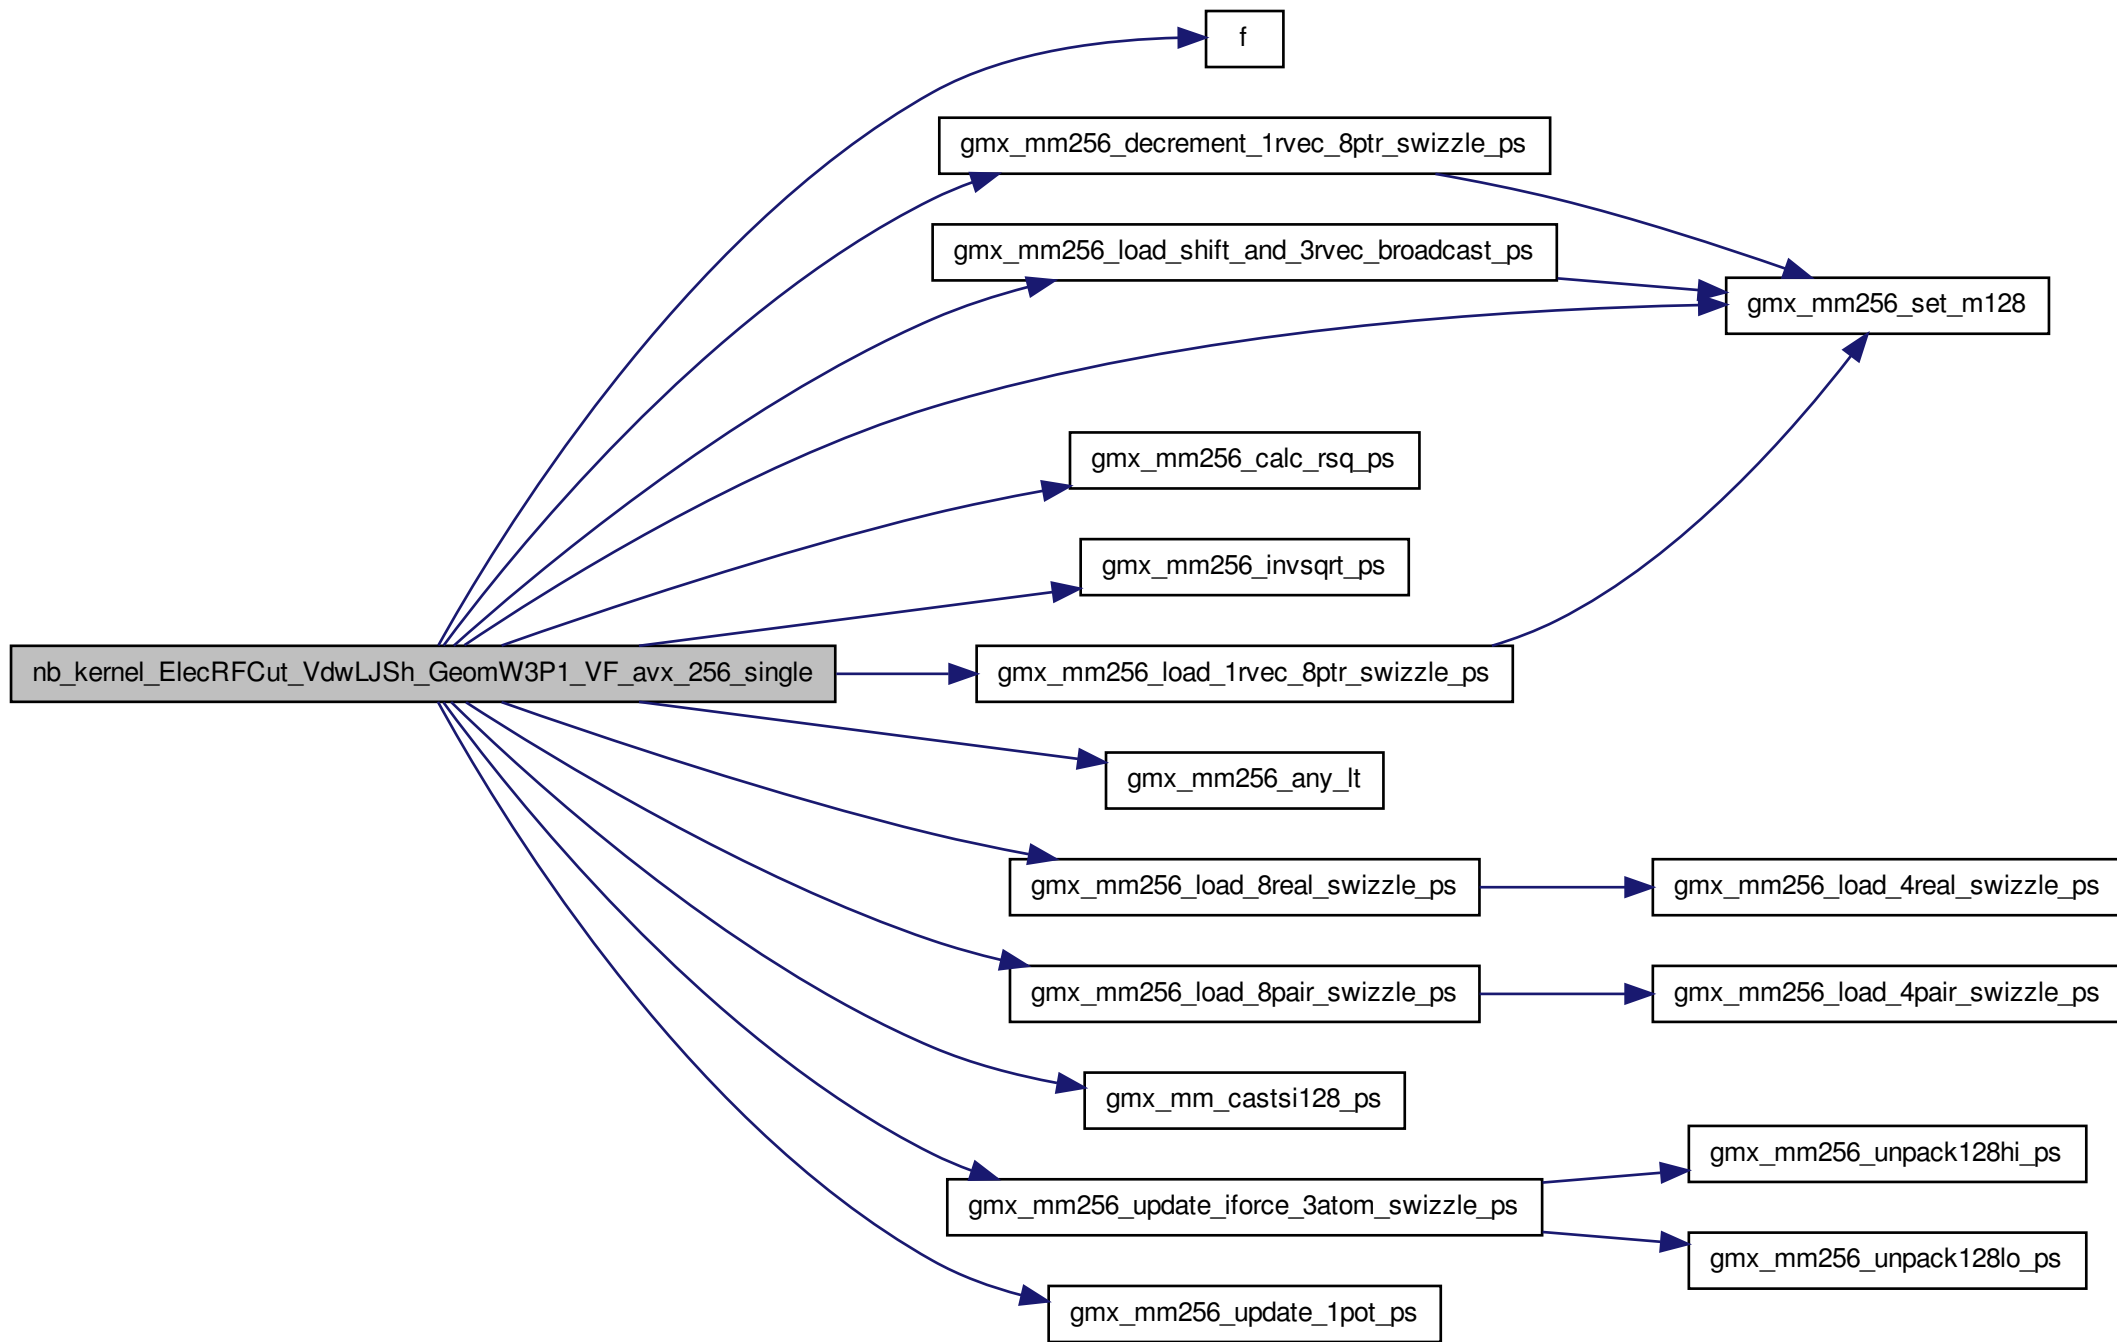 f
gmx_mm256_decrement_1rvec_8ptr_swizzle_ps
gmx_mm256_load_shift_and_3rvec_broadcast_ps
gmx_mm256_set_m128
gmx_mm256_calc_rsq_ps
gmx_mm256_invsqrt_ps
nb_kernel_ElecRFCut_VdwLJSh_GeomW3P1_VF_avx_256_single
gmx_mm256_load_1rvec_8ptr_swizzle_ps
gmx_mm256_any_lt
gmx_mm256_load_8real_swizzle_ps
gmx_mm256_load_4real_swizzle_ps
gmx_mm256_load_8pair_swizzle_ps
gmx_mm256_load_4pair_swizzle_ps
gmx_mm_castsi128_ps
gmx_mm256_unpack128hi_ps
gmx_mm256_update_iforce_3atom_swizzle_ps
gmx_mm256_unpack128lo_ps
gmx_mm256_update_1pot_ps